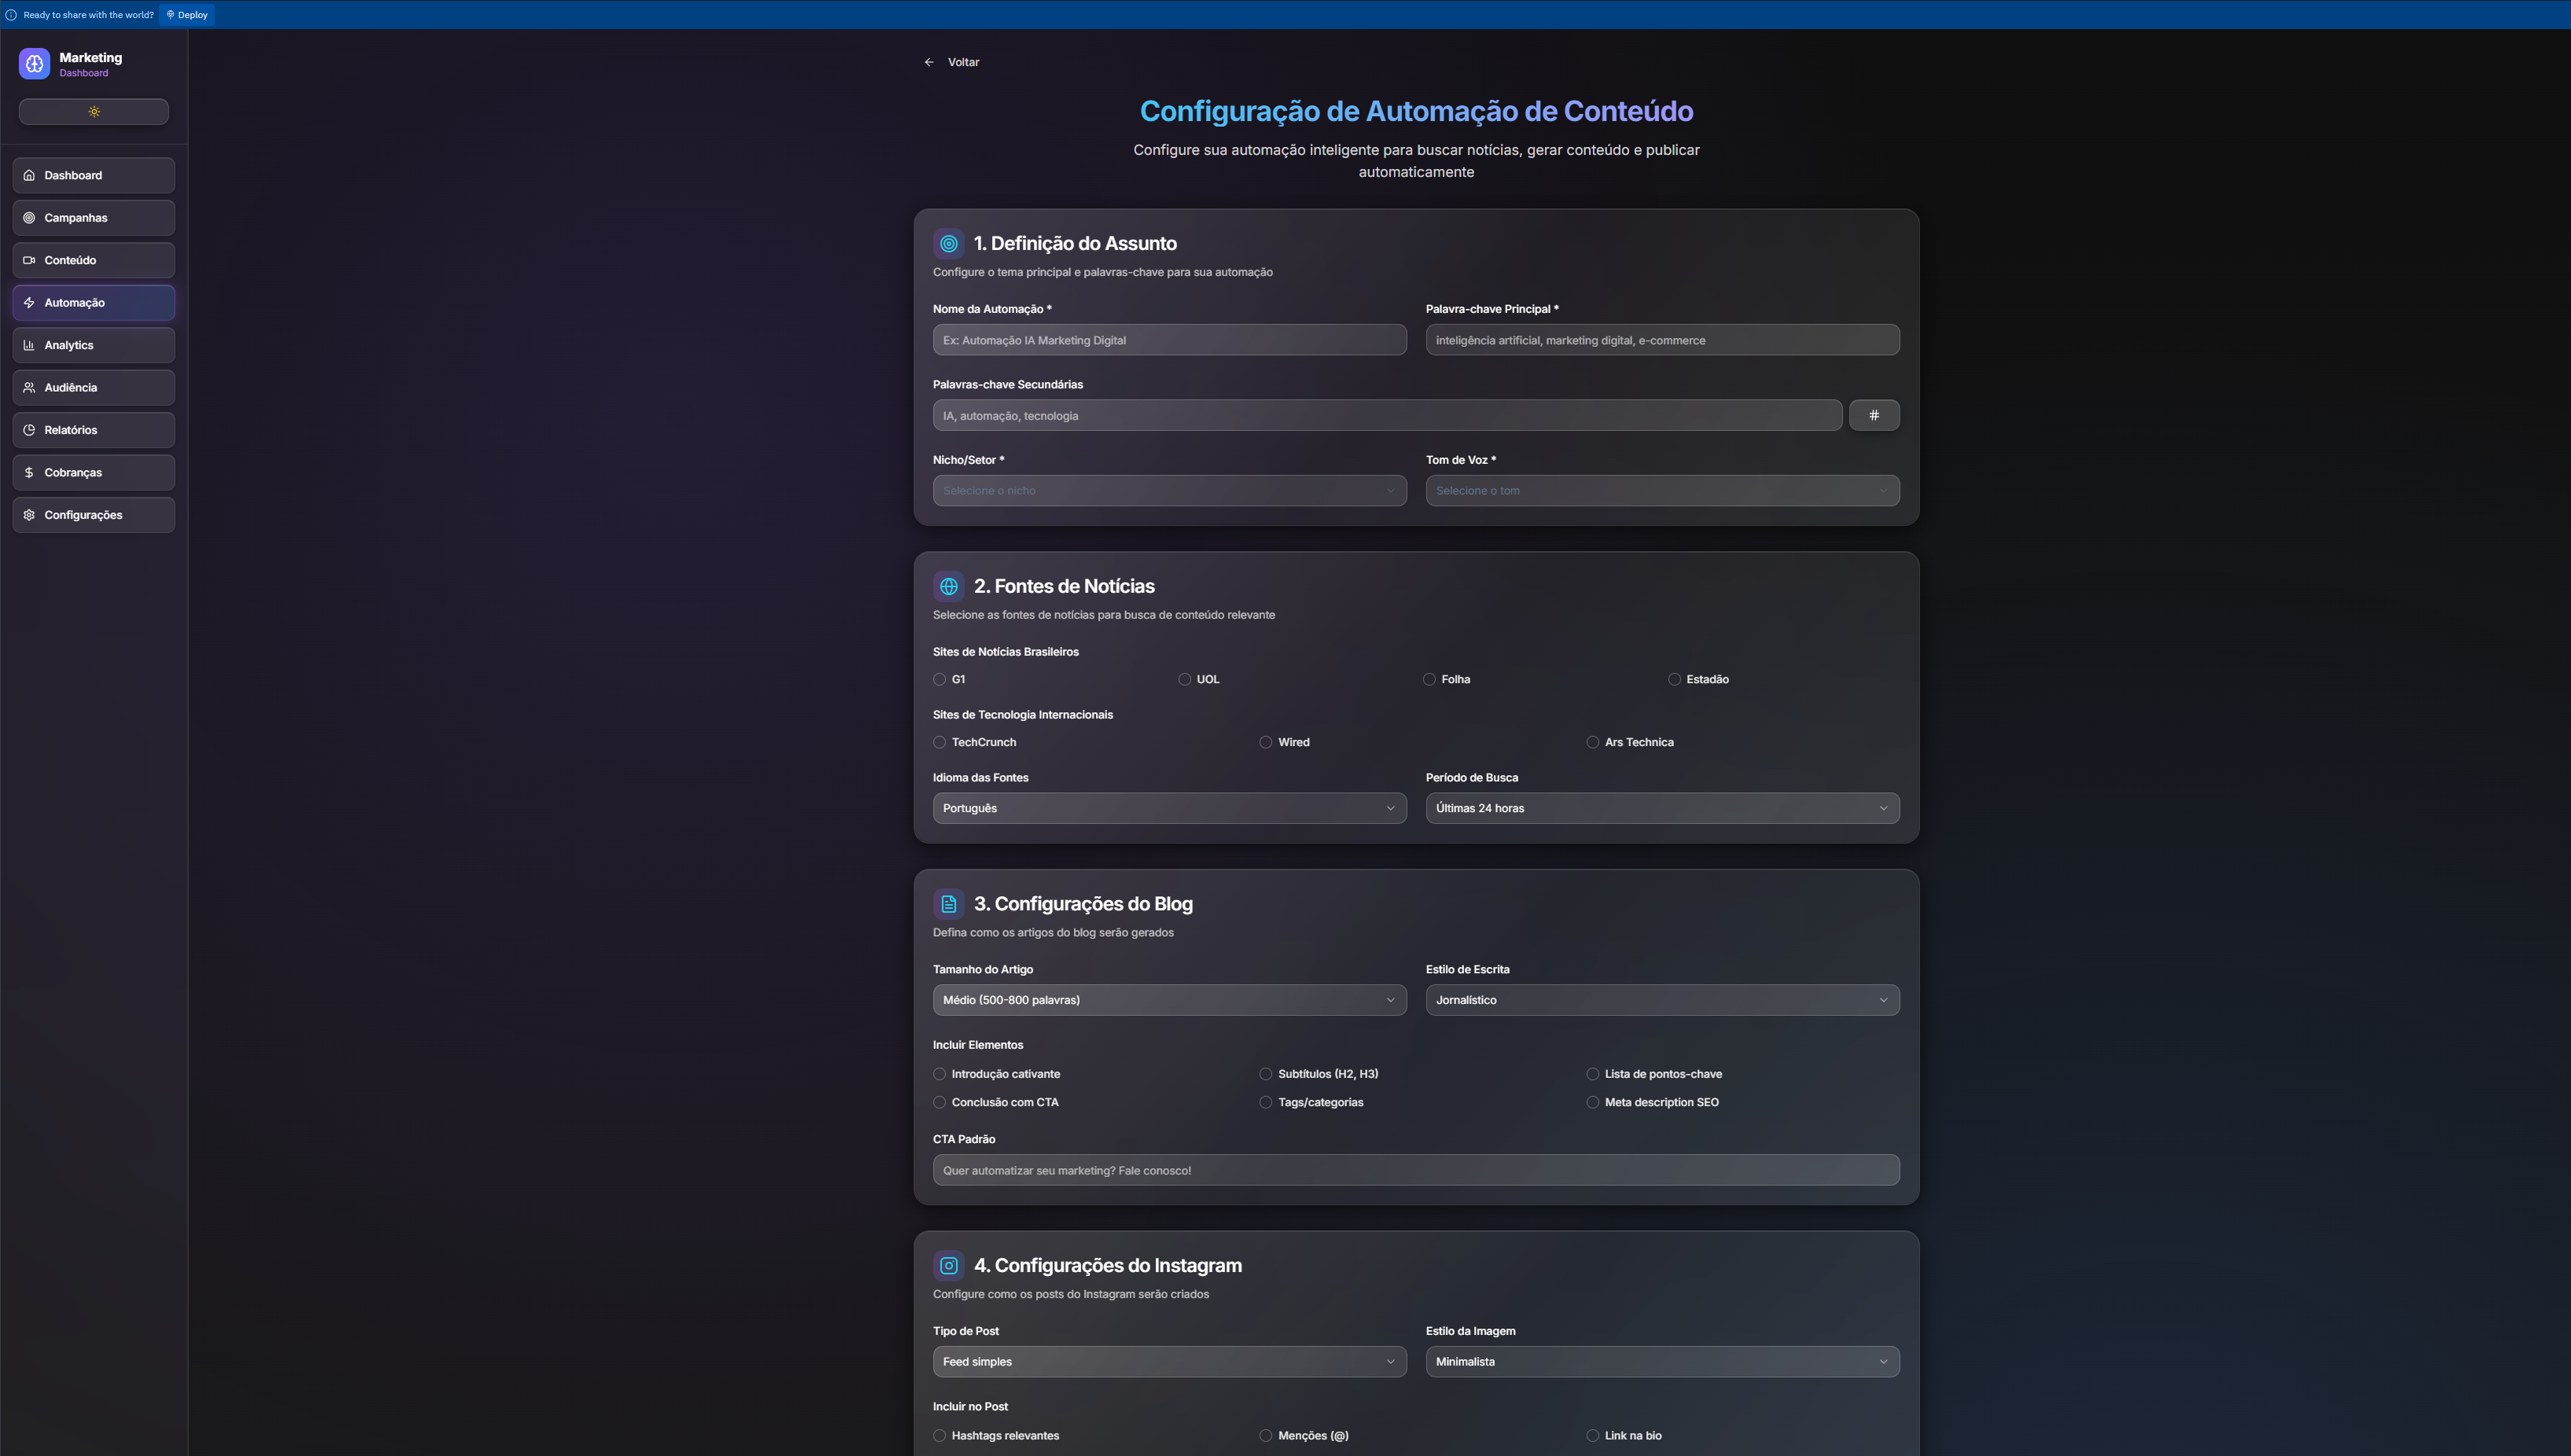 Ready to share with the world? Deploy
Marketing
Dashboard
Dashboard
Campanhas
Conteúdo
Automação
Analytics
Audiência
Relatórios
Cobranças
Configurações
Voltar
Configuração de Automação de Conteúdo
Configure sua automação inteligente para buscar notícias, gerar conteúdo e publicar
automaticamente
1. Definição do Assunto
Configure o tema principal e palavras-chave para sua automação
Nome da Automação * Palavra-chave Principal *
Ex: Automação IA Marketing Digital inteligência artificial, marketing digital, e-commerce
Palavras-chave Secundárias
IA, automação, tecnologia #
Nicho/Setor * Tom de Voz *
Selecione o nicho Selecione o tom
2. Fontes de Notícias
Selecione as fontes de notícias para busca de conteúdo relevante
Sites de Notícias Brasileiros
G1 UOL Folha Estadão
Sites de Tecnologia Internacionais
TechCrunch Wired Ars Technica
Idioma das Fontes Período de Busca
Português Últimas 24 horas
3. Configurações do Blog
Defina como os artigos do blog serão gerados
Tamanho do Artigo Estilo de Escrita
Médio (500-800 palavras) Jornalístico
Incluir Elementos
Introdução cativante Subtítulos (H2, H3) Lista de pontos-chave
Conclusão com CTA Tags/categorias Meta description SEO
CTA Padrão
Quer automatizar seu marketing? Fale conosco!
4. Configurações do Instagram
Configure como os posts do Instagram serão criados
Tipo de Post Estilo da Imagem
Feed simples Minimalista
Incluir no Post
Hashtags relevantes Menções (@) Link na bio